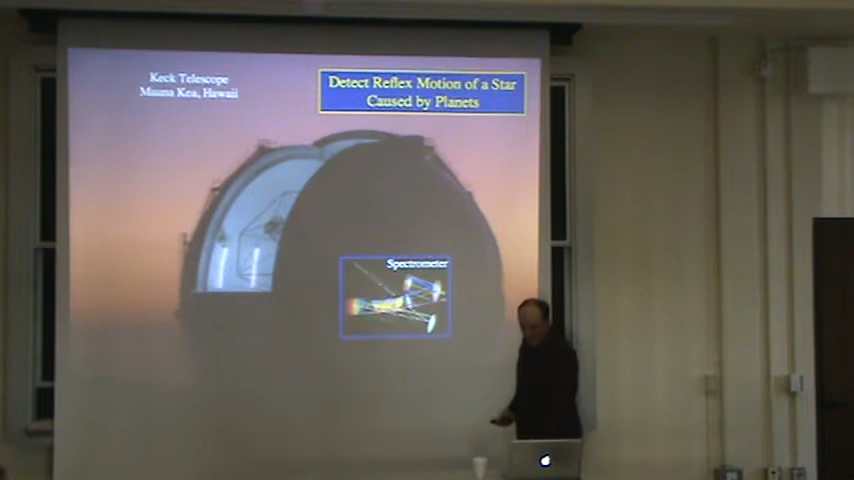 Keck Telescope
Mauna Kea, Hawaii
Detect Reflex Motion of a Star
Caused by Planets
Spectrometer